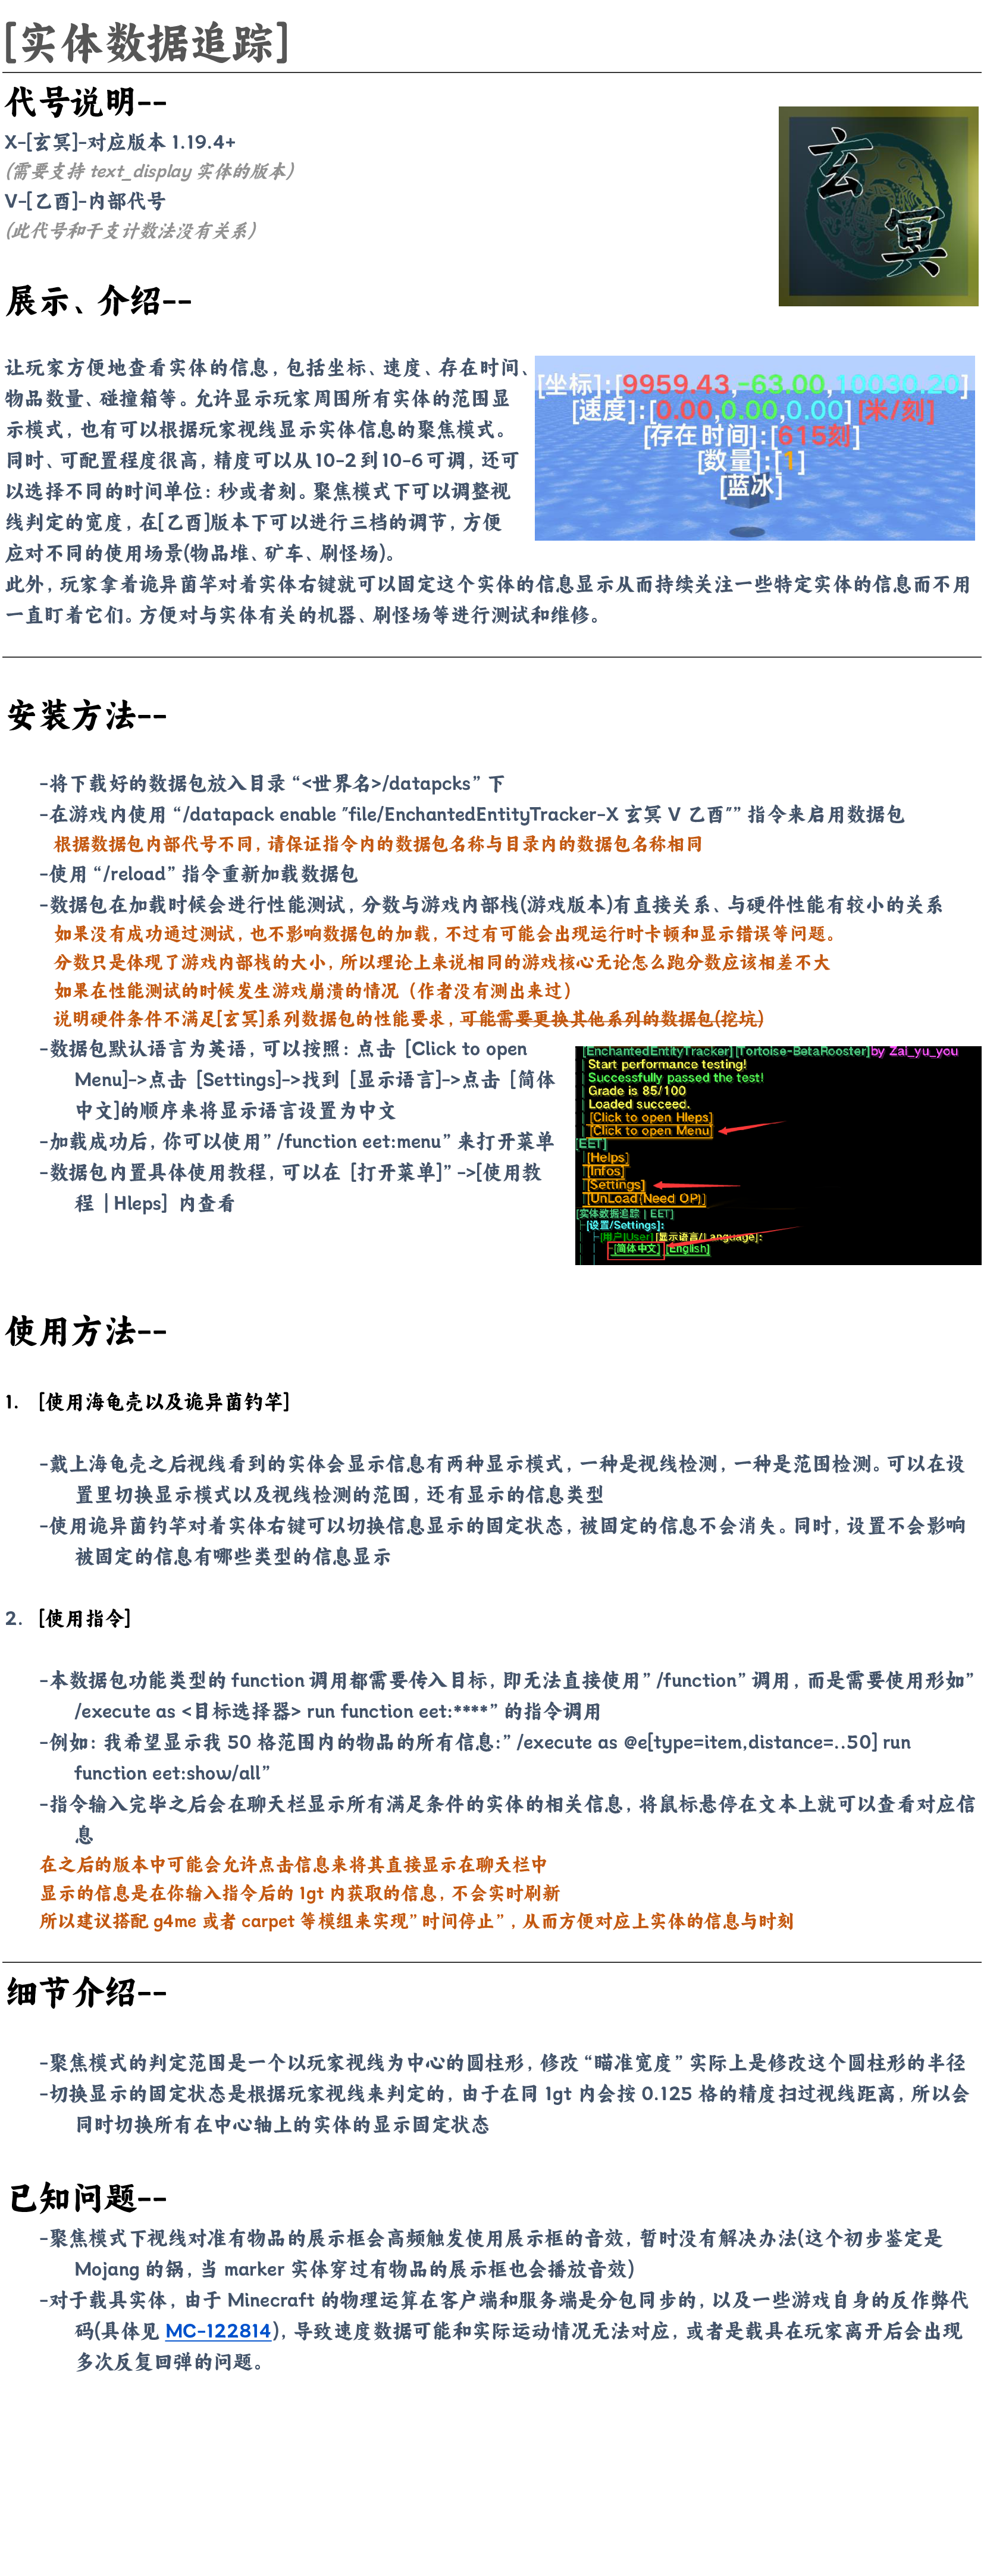 [实体数据追踪]
代号说明--
X-[玄冥]-对应版本 1.19.4+
(需要支持 text_display 实体的版本)
V-[乙酉]-内部代号
(此代号和干支计数法没有关系)
玄
冥
展示、介绍--
让玩家方便地查看实体的信息，包括坐标、速度、存在时间、
物品数量、碰撞箱等。允许显示玩家周围所有实体的范围显
示模式，也有可以根据玩家视线显示实体信息的聚焦模式。
同时、可配置程度很高，精度可以从10-2到10-6可调，还可
以选择不同的时间单位：秒或者刻。聚焦模式下可以调整视
线判定的宽度，在[乙酉]版本下可以进行三档的调节，方便
应对不同的使用场景(物品堆、矿车、刷怪场)。
[坐标]:[9959.43,-63.00,10030.20]
[速度]:[0.00,0.00,0.00] [米/刻]
[存在时间]:[615刻]
[数量]:[1]
[蓝冰]
此外，玩家拿着诡异菌竿对着实体右键就可以固定这个实体的信息显示从而持续关注一些特定实体的信息而不用
一直盯着它们。方便对与实体有关的机器、刷怪场等进行测试和维修。
安装方法--
-将下载好的数据包放入目录“<世界名>/datapcks”下
-在游戏内使用“/datapack enable "file/EnchantedEntityTracker-X 玄冥 V 乙酉"”指令来启用数据包
根据数据包内部代号不同，请保证指令内的数据包名称与目录内的数据包名称相同
-使用“/reload”指令重新加载数据包
-数据包在加载时候会进行性能测试，分数与游戏内部栈(游戏版本)有直接关系、与硬件性能有较小的关系
如果没有成功通过测试，也不影响数据包的加载，不过有可能会出现运行时卡顿和显示错误等问题。
分数只是体现了游戏内部栈的大小，所以理论上来说相同的游戏核心无论怎么跑分数应该相差不大
如果在性能测试的时候发生游戏崩溃的情况（作者没有测出来过）
说明硬件条件不满足[玄冥]系列数据包的性能要求，可能需要更换其他系列的数据包(挖坑)
-数据包默认语言为英语，可以按照：点击 [Click to open
Menu]->点击 [Settings]->找到 [显示语言]->点击 [简体
中文]的顺序来将显示语言设置为中文
-加载成功后，你可以使用”/function eet:menu”来打开菜单
-数据包内置具体使用教程，可以在 [打开菜单]”->[使用教
程 | Hleps] 内查看
[EnchantedEntityTracker][Tortoise-BetaRooster]by Zai_yu_you
Start performance testing!
Successfully passed the test!
Grade is 85/100
Loaded succeed.
[Click to open Hleps]
[Click to open Menu]
[EET]
[Helps]
[Infos]
[Settings]
[UnLoad(Need OP)]
[实体数据追踪 | EET]
[设置/Settings]:
[用户|User][显示语言/Language]:
[简体中文] [English]
使用方法--
1. [使用海龟壳以及诡异菌钓竿]
-戴上海龟壳之后视线看到的实体会显示信息有两种显示模式，一种是视线检测，一种是范围检测。可以在设
置里切换显示模式以及视线检测的范围，还有显示的信息类型
-使用诡异菌钓竿对着实体右键可以切换信息显示的固定状态，被固定的信息不会消失。同时，设置不会影响
被固定的信息有哪些类型的信息显示
2. [使用指令]
-本数据包功能类型的 function 调用都需要传入目标，即无法直接使用”/function”调用，而是需要使用形如”
/execute as <目标选择器> run function eet:****”的指令调用
-例如：我希望显示我 50 格范围内的物品的所有信息:”/execute as @e[type=item,distance=..50] run
function eet:show/all”
-指令输入完毕之后会在聊天栏显示所有满足条件的实体的相关信息，将鼠标悬停在文本上就可以查看对应信
息
在之后的版本中可能会允许点击信息来将其直接显示在聊天栏中
显示的信息是在你输入指令后的 1gt 内获取的信息，不会实时刷新
所以建议搭配 g4me 或者 carpet 等模组来实现”时间停止”，从而方便对应上实体的信息与时刻
细节介绍--
-聚焦模式的判定范围是一个以玩家视线为中心的圆柱形，修改“瞄准宽度”实际上是修改这个圆柱形的半径
-切换显示的固定状态是根据玩家视线来判定的，由于在同 1gt 内会按 0.125 格的精度扫过视线距离，所以会
同时切换所有在中心轴上的实体的显示固定状态
已知问题--
-聚焦模式下视线对准有物品的展示框会高频触发使用展示框的音效，暂时没有解决办法(这个初步鉴定是
Mojang 的锅，当 marker 实体穿过有物品的展示框也会播放音效)
-对于载具实体，由于 Minecraft 的物理运算在客户端和服务端是分包同步的，以及一些游戏自身的反作弊代
码(具体见 MC-122814)，导致速度数据可能和实际运动情况无法对应，或者是载具在玩家离开后会出现
多次反复回弹的问题。